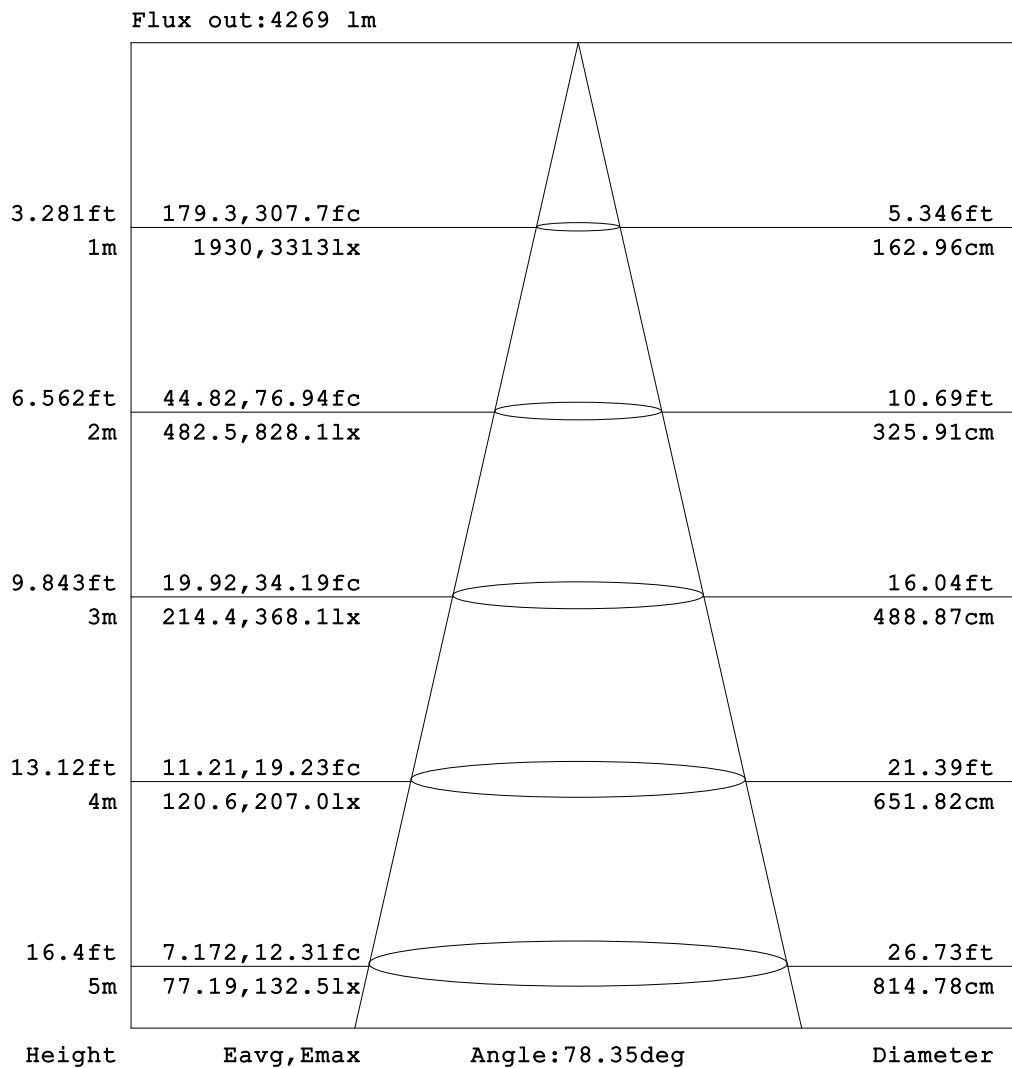 Flux out:4269 lm
3.281ft 179.3,307.7fc 5.346ft
1m 1930,3313lx 162.96cm
6.562ft 44.82,76.94fc 10.69ft
2m 482.5,828.1lx 325.91cm
9.843ft 19.92,34.19fc 16.04ft
3m 214.4,368.1lx 488.87cm
13.12ft 11.21,19.23fc 21.39ft
4m 120.6,207.0lx 651.82cm
16.4ft 7.172,12.31fc 26.73ft
5m 77.19,132.5lx 814.78cm
Height Eavg,Emax Angle:78.35deg Diameter